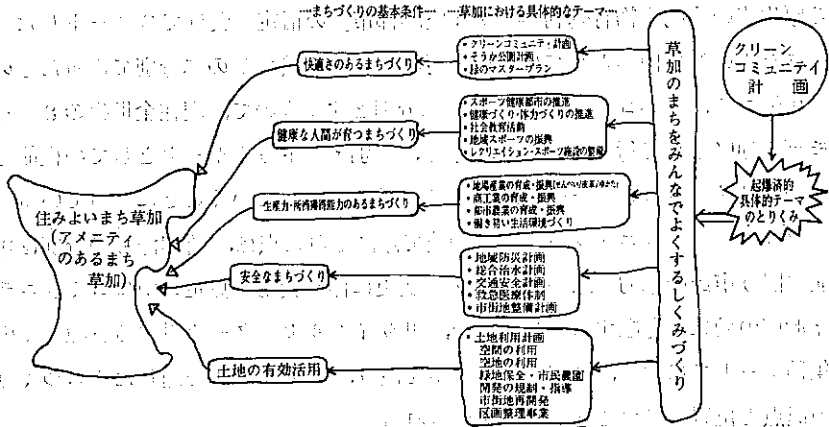 まちづくりの基本条件
草加における具体的なテーマ
快適さのあるまちづくり
・クリーンコミュニティ計画
・そうか公園計画
・緑のマスタープラン
健康な人間が育つまちづくり
・スポーツ健康都市の推進
・健康づくり・体力づくりの推進
・社会教育活動
・地域スポーツの振興
・レクリエイション・スポーツ施設の整備
生産力・所得獲得能力のあるまちづくり
・地場産業の育成・振興(せんべい/皮革/ゆかた)
・商工業の育成・振興
・都市農業の育成・振興
・働き易い生活環境づくり
安全なまちづくり
・地域防災計画
・総合治水計画
・交通安全計画
・救急医療体制
・市街地整備計画
土地の有効活用
・土地利用計画
空間の利用
空地の利用
緑地保全・市民農園
開発の規制・指導
市街地再開発
区画整理事業
住みよいまち草加
(アメニティ
のあるまち
草加)
草加のまちをみんなでよくするしくみづくり
クリーン
コミュニティ
計画
起爆済的
具体的テーマ
のとりくみ